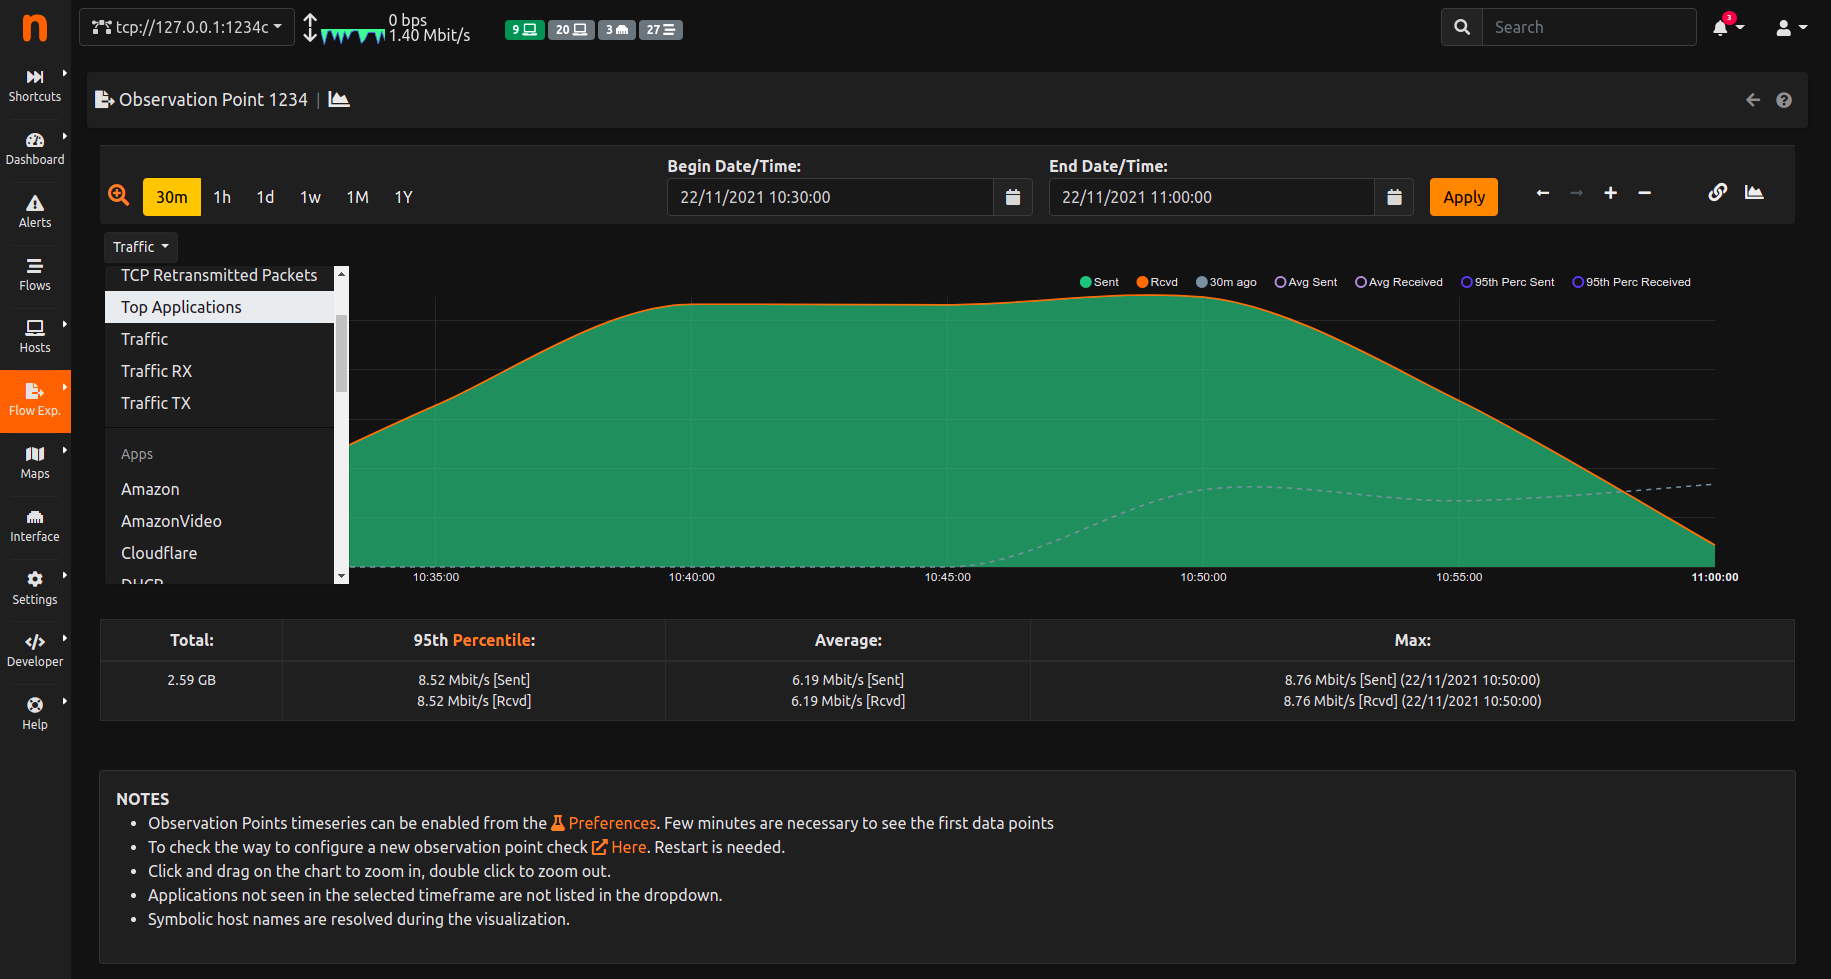 n
tcp://127.0.0.1:1234c
0 bps
1.40 Mbit/s
9
20
3
27
Search
3
Shortcuts
Dashboard
Alerts
Flows
Hosts
Flow Exp.
Maps
Interface
Settings
Developer
Help
Observation Point 1234 |
30m 1h 1d 1w 1M 1Y
Begin Date/Time:
22/11/2021 10:30:00
End Date/Time:
22/11/2021 11:00:00
Apply
Traffic
TCP Retransmitted Packets
Top Applications
Traffic
Traffic RX
Traffic TX
Apps
Amazon
AmazonVideo
Cloudflare
DHCP
Sent Rcvd 30m ago Avg Sent Avg Received 95th Perc Sent 95th Perc Received
10:35:00 10:40:00 10:45:00 10:50:00 10:55:00 11:00:00
Total: 95th Percentile: Average: Max:
2.59 GB 8.52 Mbit/s [Sent] 6.19 Mbit/s [Sent] 8.76 Mbit/s [Sent] (22/11/2021 10:50:00)
8.52 Mbit/s [Rcvd] 6.19 Mbit/s [Rcvd] 8.76 Mbit/s [Rcvd] (22/11/2021 10:50:00)
NOTES
• Observation Points timeseries can be enabled from the Preferences. Few minutes are necessary to see the first data points
• To check the way to configure a new observation point check Here. Restart is needed.
• Click and drag on the chart to zoom in, double click to zoom out.
• Applications not seen in the selected timeframe are not listed in the dropdown.
• Symbolic host names are resolved during the visualization.